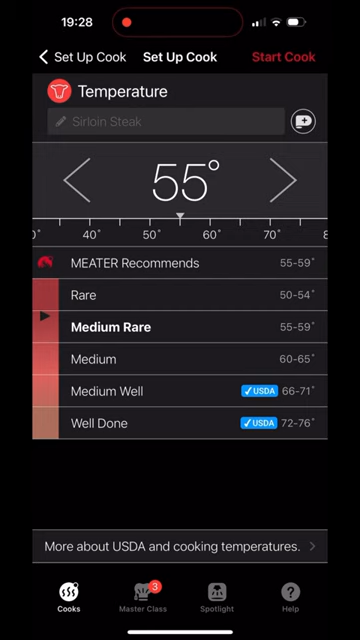 19:28
Set Up Cook Set Up Cook Start Cook
Temperature
Sirloin Steak
55°
40° 50° 60° 70°
MEATER Recommends 55-59°
Rare 50-54°
Medium Rare 55-59°
Medium 60-65°
Medium Well ✓USDA 66-71°
Well Done ✓USDA 72-76°
More about USDA and cooking temperatures.
3
Cooks Master Class Spotlight Help